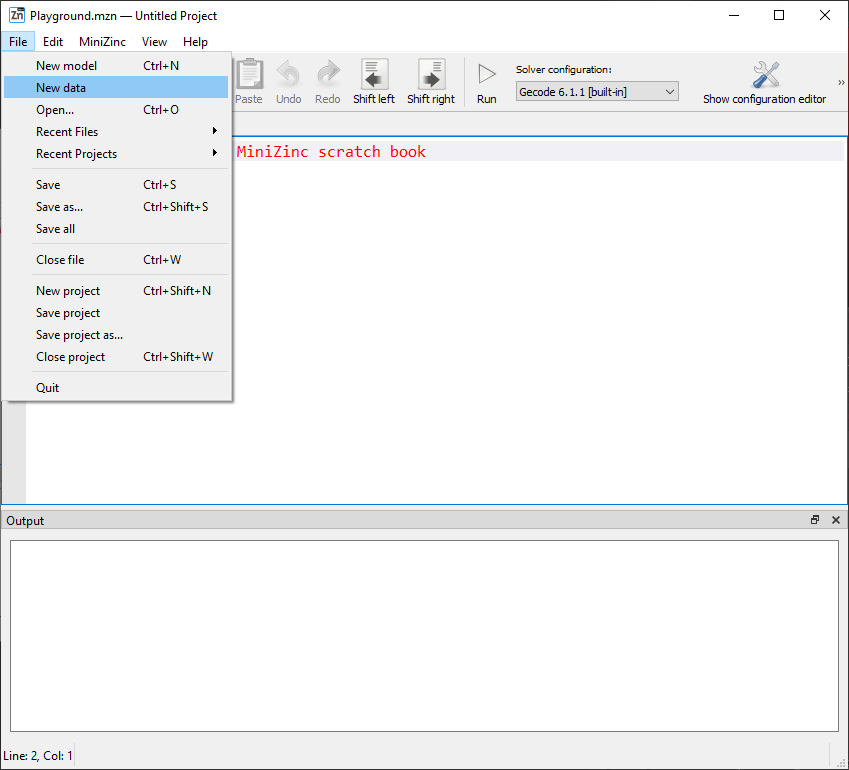 Zn Playground.mzn — Untitled Project
File Edit MiniZinc View Help
New model Ctrl+N
New data
Open... Ctrl+O
Recent Files
Recent Projects
Save Ctrl+S
Save as... Ctrl+Shift+S
Save all
Close file Ctrl+W
New project Ctrl+Shift+N
Save project
Save project as...
Close project Ctrl+Shift+W
Quit
Paste Undo Redo Shift left Shift right Run
Solver configuration:
Gecode 6.1.1 [built-in]
Show configuration editor
»
MiniZinc scratch book
Output
Line: 2, Col: 1